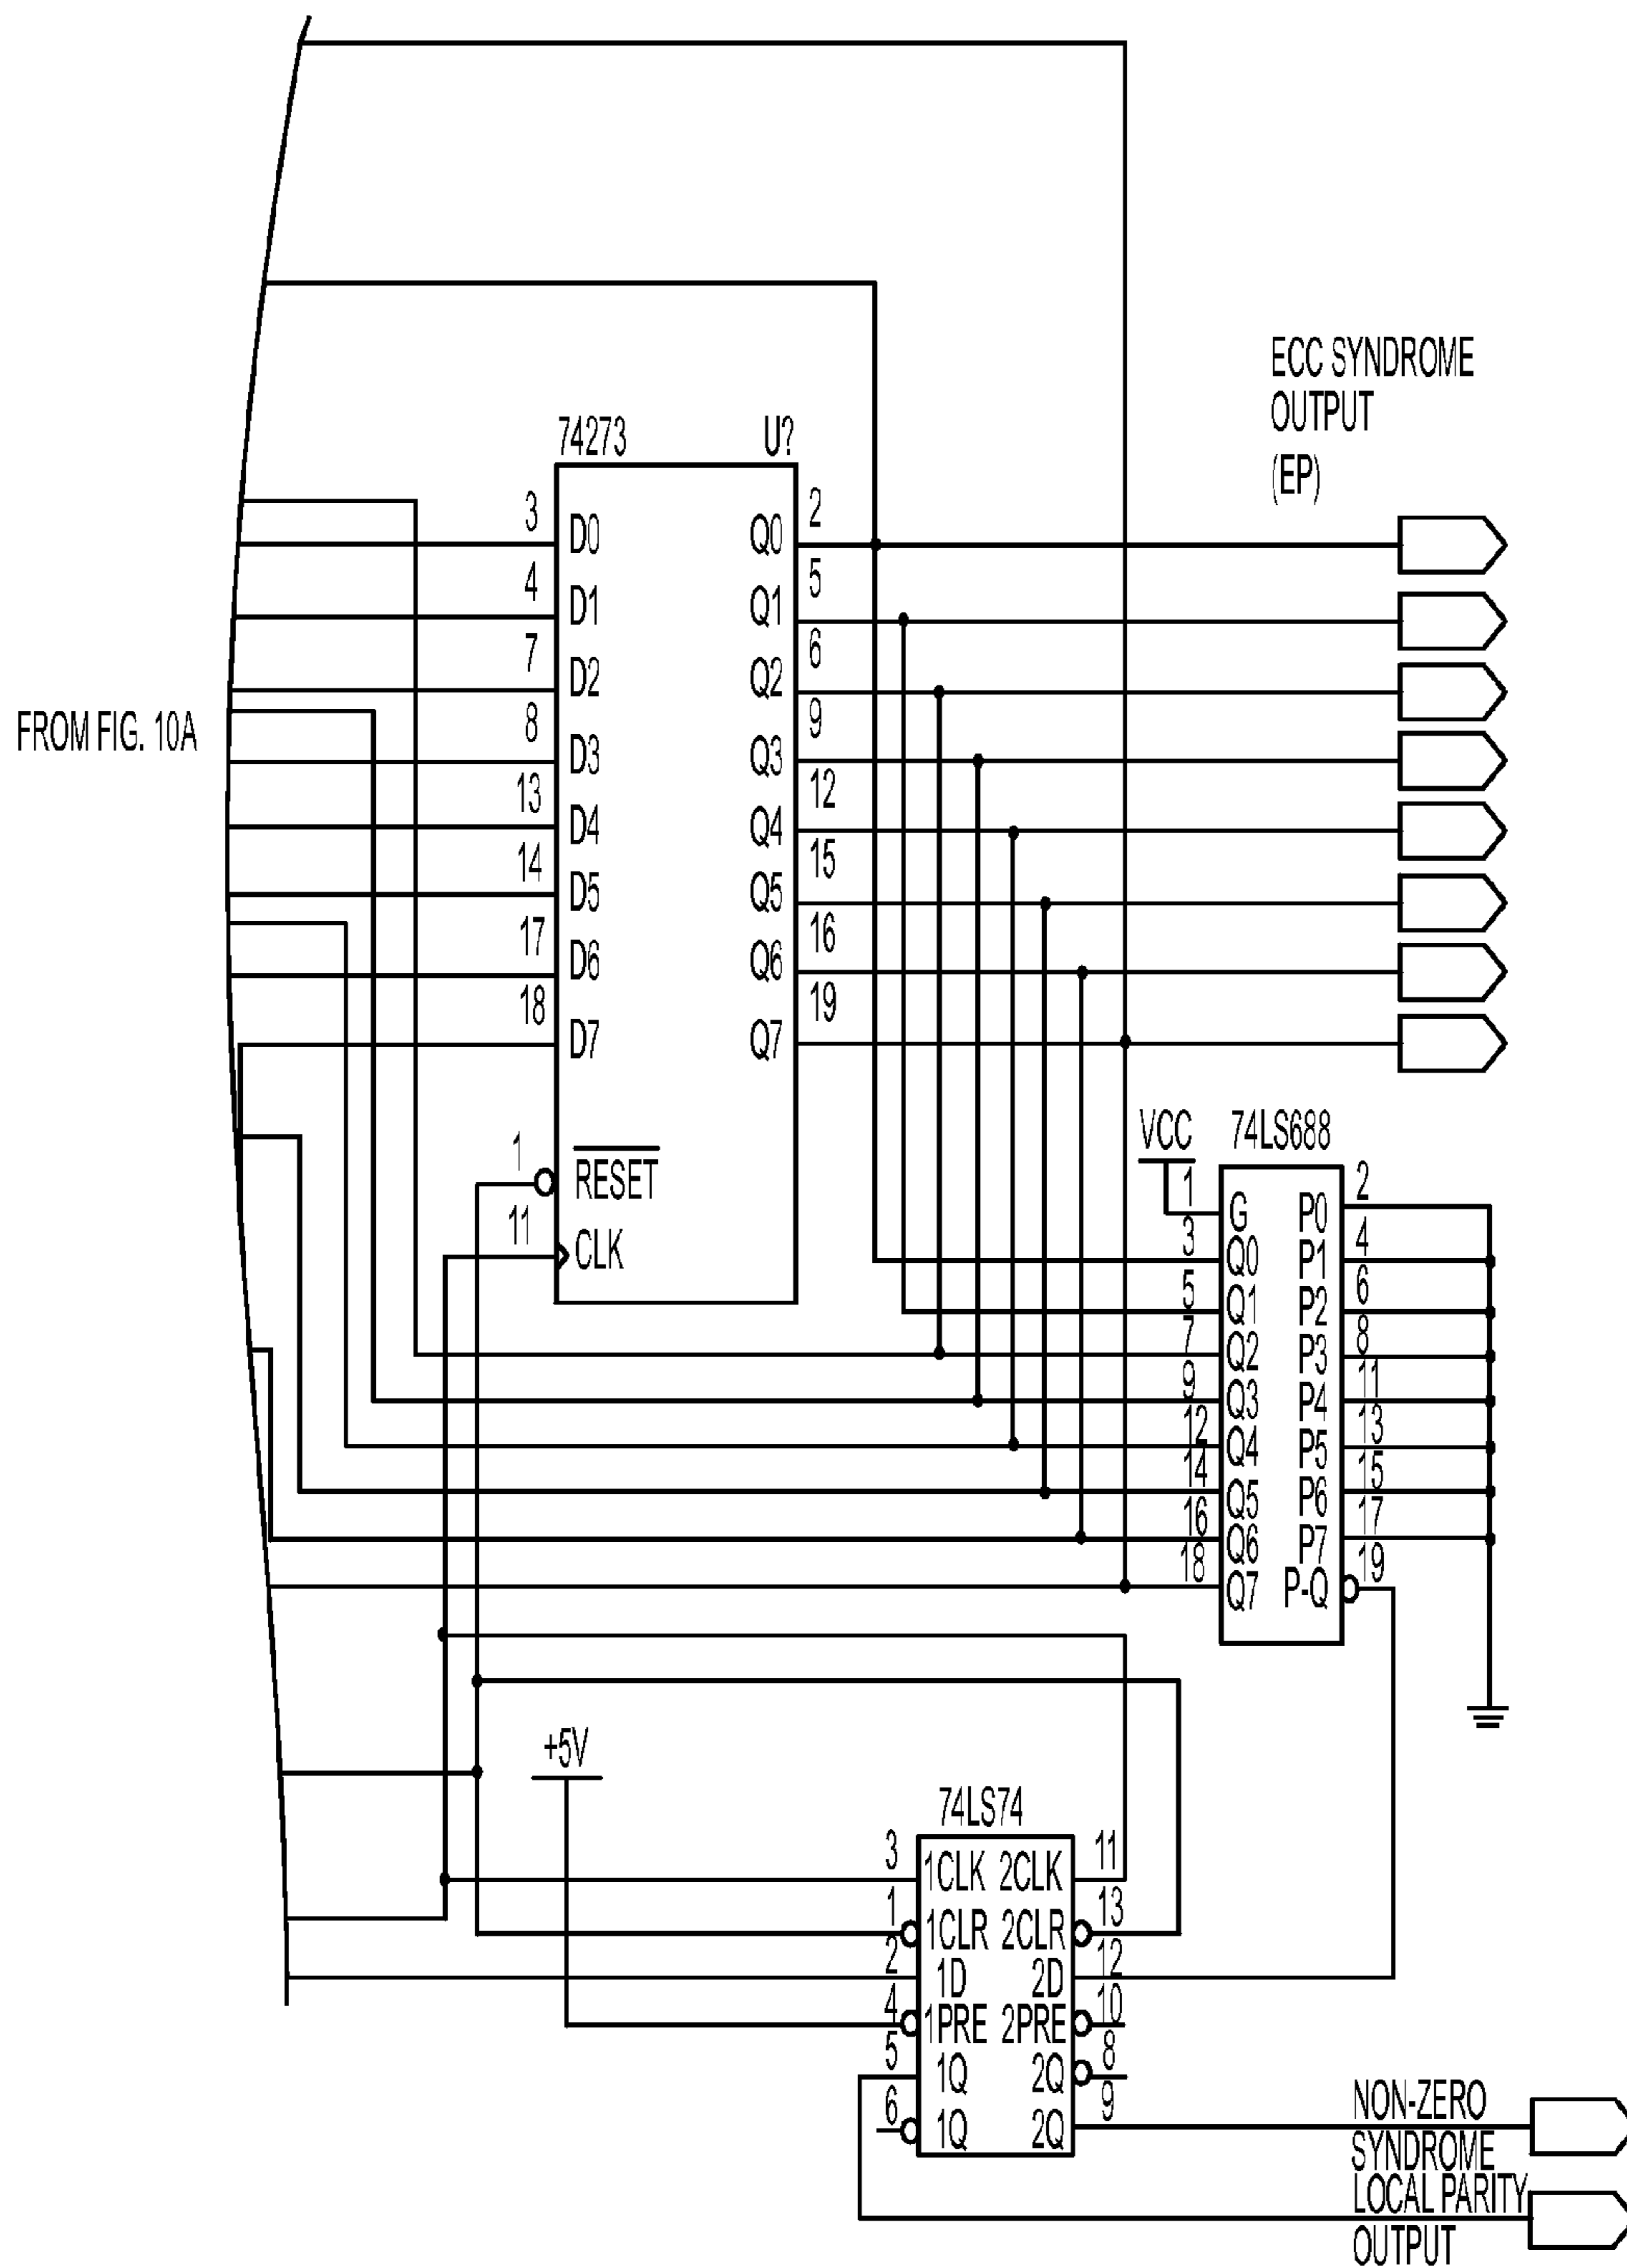 ECC SYNDROME
OUTPUT
(EP)
74273 U?
3 D0 Q0 2
4 D1 Q1 5
7 D2 Q2 6
8 D3 Q3 9
13 D4 Q4 12
14 D5 Q5 15
17 D6 Q6 16
18 D7 Q7 19
1 RESET
11 CLK
FROM FIG. 10A
VCC 74LS688
1 G P0 2
3 Q0 P1 4
5 Q1 P2 6
7 Q2 P3 8
9 Q3 P4 11
12 Q4 P5 13
14 Q5 P6 15
16 Q6 P7 17
18 Q7 P-Q 19
+5V
74LS74
3 1CLK 2CLK 11
1 1CLR 2CLR 13
2 1D 2D 12
4 1PRE 2PRE 10
5 1Q 2Q 8
6 1Q 2Q 9
NON-ZERO
SYNDROME
LOCAL PARITY
OUTPUT